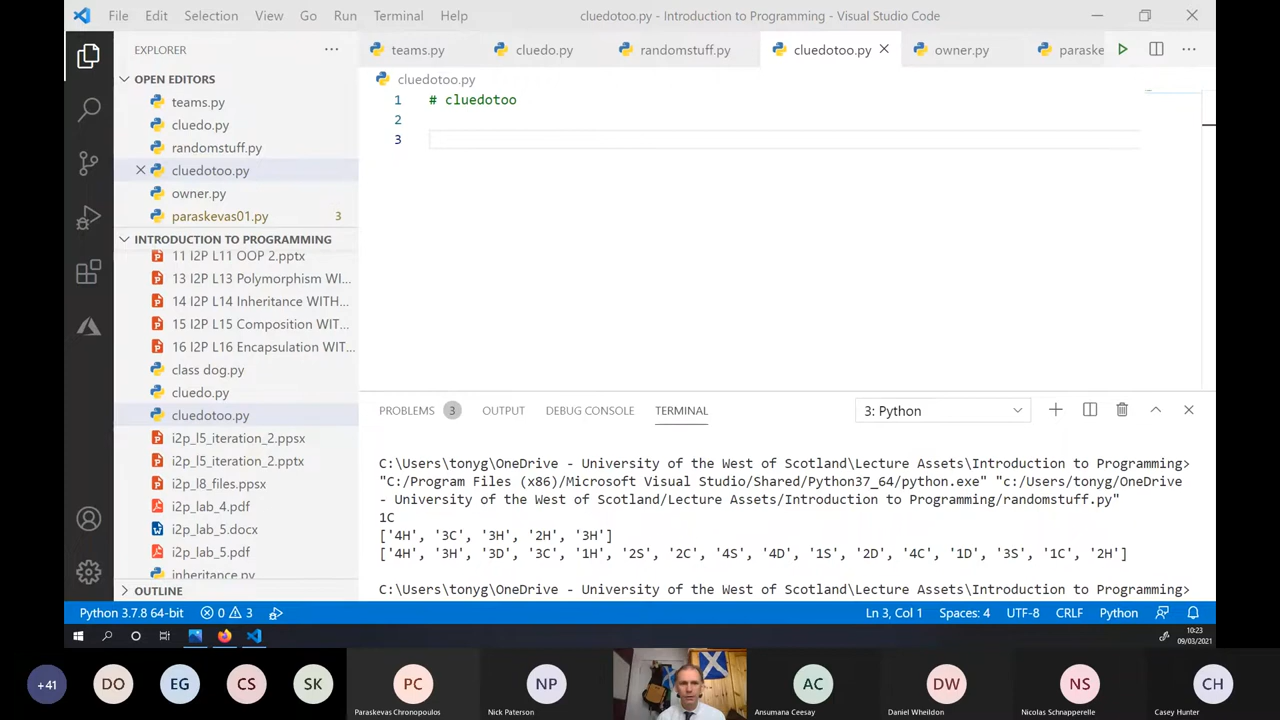 File Edit Selection View Go Run Terminal Help
cluedotoo.py - Introduction to Programming - Visual Studio Code
EXPLORER
OPEN EDITORS
teams.py
cluedo.py
randomstuff.py
cluedotoo.py
owner.py
paraskevas01.py 3
INTRODUCTION TO PROGRAMMING
11 I2P L11 OOP 2.pptx
13 I2P L13 Polymorphism WI...
14 I2P L14 Inheritance WITH...
15 I2P L15 Composition WIT...
16 I2P L16 Encapsulation WIT...
class dog.py
cluedo.py
cluedotoo.py
i2p_l5_iteration_2.ppsx
i2p_l5_iteration_2.pptx
i2p_l8_files.ppsx
i2p_lab_4.pdf
i2p_lab_5.docx
i2p_lab_5.pdf
inheritance.py
OUTLINE
teams.py cluedo.py randomstuff.py cluedotoo.py owner.py paraske
cluedotoo.py
1 # cluedotoo
2
3
PROBLEMS 3 OUTPUT DEBUG CONSOLE TERMINAL 3: Python
C:\Users\tonyg\OneDrive - University of the West of Scotland\Lecture Assets\Introduction to Programming>
"C:/Program Files (x86)/Microsoft Visual Studio/Shared/Python37_64/python.exe" "c:/Users/tonyg/OneDrive
- University of the West of Scotland/Lecture Assets/Introduction to Programming/randomstuff.py"
1C
['4H', '3C', '3H', '2H', '3H']
['4H', '3H', '3D', '3C', '1H', '2S', '2C', '4S', '4D', '1S', '2D', '4C', '1D', '3S', '1C', '2H']
C:\Users\tonyg\OneDrive - University of the West of Scotland\Lecture Assets\Introduction to Programming>
Python 3.7.8 64-bit 0 3 Ln 3, Col 1 Spaces: 4 UTF-8 CRLF Python
10:23
09/03/2021
+41 DO EG CS SK PC NP AC DW NS CH
Paraskevas Chronopoulos Nick Paterson Ansumana Ceesay Daniel Wheildon Nicolas Schnapperelle Casey Hunter